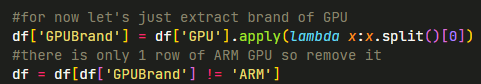 #for now let's just extract brand of GPU
df['GPUBrand'] = df['GPU'].apply(lambda x:x.split()[0])
#there is only 1 row of ARM GPU so remove it
df = df[df['GPUBrand'] != 'ARM']